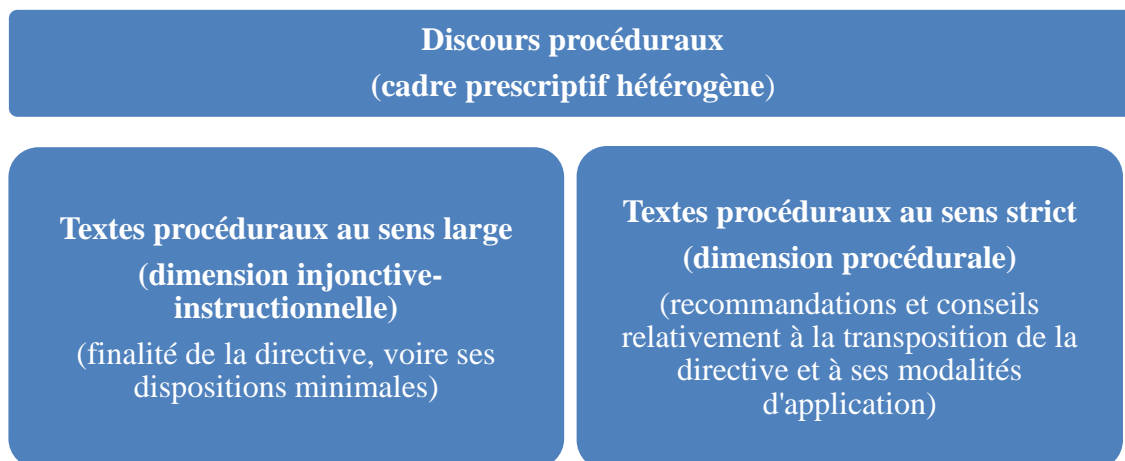 Discours procéduraux
(cadre prescriptif hétérogène)
Textes procéduraux au sens large
(dimension injonctive-
instructionnelle)
(finalité de la directive, voire ses
dispositions minimales)
Textes procéduraux au sens strict
(dimension procédurale)
(recommandations et conseils
relativement à la transposition de la
directive et à ses modalités
d'application)